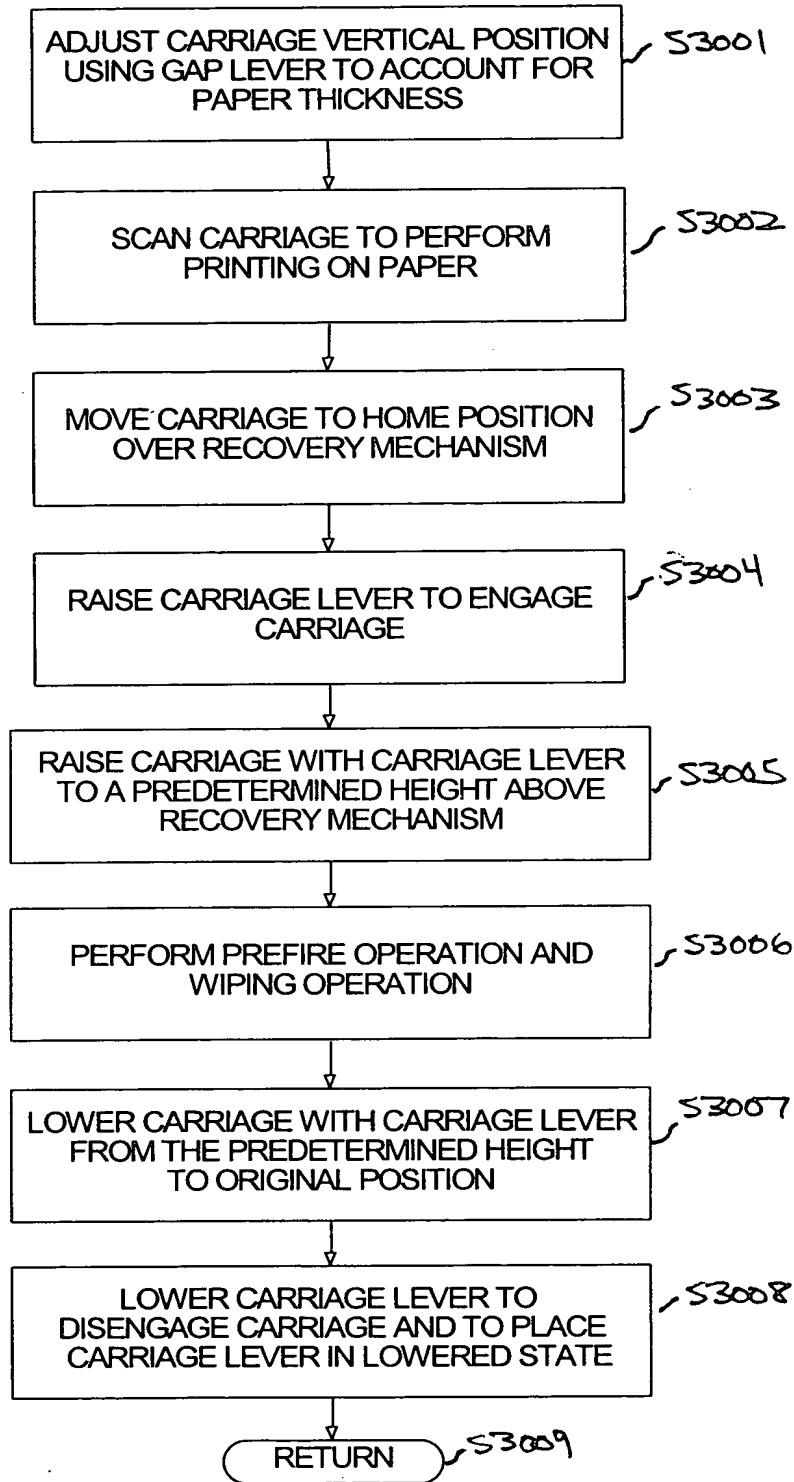 ADJUST CARRIAGE VERTICAL POSITION
USING GAP LEVER TO ACCOUNT FOR
PAPER THICKNESS
S3001
SCAN CARRIAGE TO PERFORM
PRINTING ON PAPER
S3002
MOVE CARRIAGE TO HOME POSITION
OVER RECOVERY MECHANISM
S3003
RAISE CARRIAGE LEVER TO ENGAGE
CARRIAGE
S3004
RAISE CARRIAGE WITH CARRIAGE LEVER
TO A PREDETERMINED HEIGHT ABOVE
RECOVERY MECHANISM
S3005
PERFORM PREFIRE OPERATION AND
WIPING OPERATION
S3006
LOWER CARRIAGE WITH CARRIAGE LEVER
FROM THE PREDETERMINED HEIGHT
TO ORIGINAL POSITION
S3007
LOWER CARRIAGE LEVER TO
DISENGAGE CARRIAGE AND TO PLACE
CARRIAGE LEVER IN LOWERED STATE
S3008
RETURN
S3009